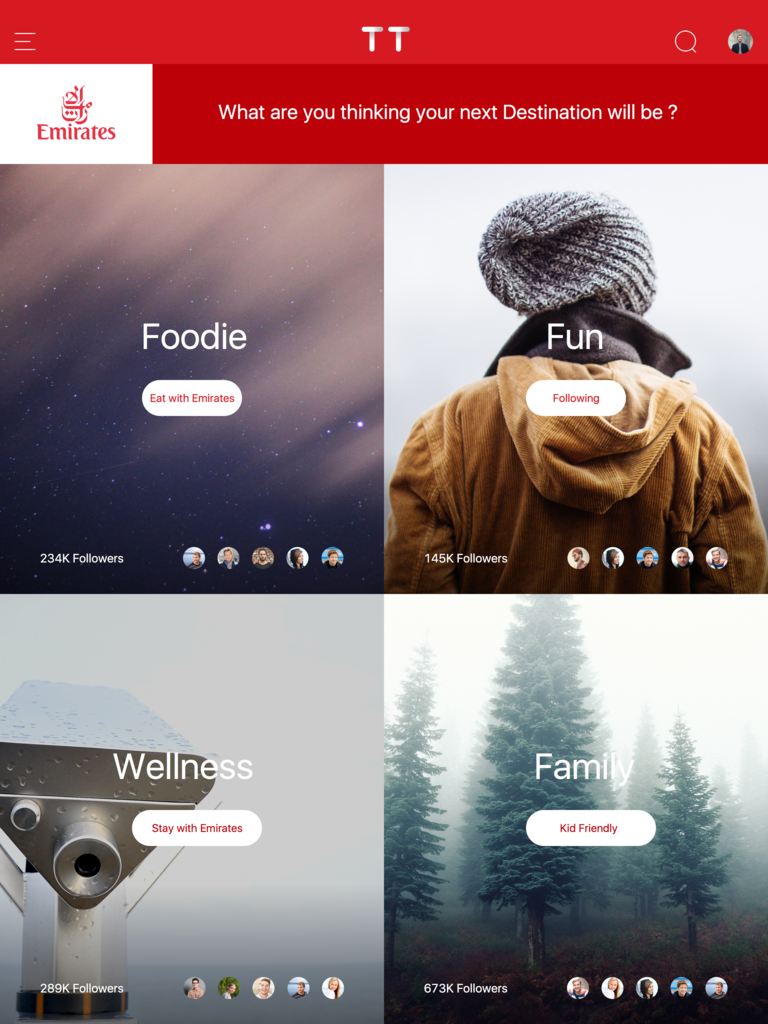 TT
Emirates
What are you thinking your next Destination will be ?
Foodie
Eat with Emirates
234K Followers
Fun
Following
145K Followers
Wellness
Stay with Emirates
289K Followers
Family
Kid Friendly
673K Followers